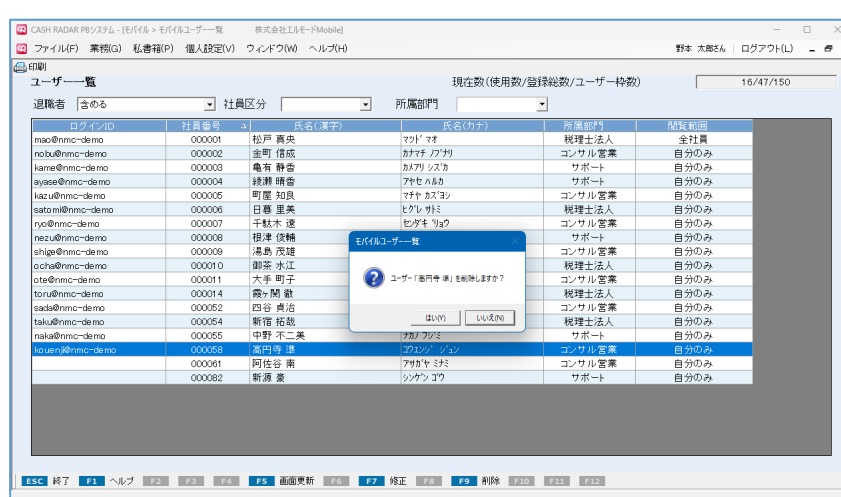 CASH RADAR PBシステム - [モバイル > モバイルユーザー一覧 株式会社エルモードMobile]
ファイル(F) 業務(G) 私書箱(P) 個人設定(V) ウィンドウ(W) ヘルプ(H) 野本 太郎さん ログアウト(L)
印刷
ユーザー一覧 現在数(使用数/登録総数/ユーザー枠数) 16/47/150
退職者 含める 社員区分 所属部門
ログインID 社員番号 氏名(漢字) 氏名(カナ) 所属部門 閲覧範囲
mao@nmc-demo 000001 松戸 真央 マツド マオ 税理士法人 全社員
nobu@nmc-demo 000002 金町 信成 カナマチ ノブナリ コンサル営業 自分のみ
kame@nmc-demo 000003 亀有 静香 カメアリ シズカ サポート 自分のみ
ayase@nmc-demo 000004 綾瀬 晴香 アヤセ ハルカ サポート 自分のみ
kazu@nmc-demo 000005 町屋 知良 マチヤ カズヨシ コンサル営業 自分のみ
satomi@nmc-demo 000006 日暮 里美 ヒグレ サトミ 税理士法人 自分のみ
ryo@nmc-demo 000007 千駄木 遼 センダギ リョウ コンサル営業 自分のみ
nezu@nmc-demo 000008 根津 俊輔 サポート 自分のみ
shige@nmc-demo 000009 湯島 茂雄 コンサル営業 自分のみ
ocha@nmc-demo 000010 御茶 水江 税理士法人 自分のみ
ote@nmc-demo 000011 大手 町子 コンサル営業 自分のみ
toru@nmc-demo 000014 霞ヶ関 徹 税理士法人 自分のみ
sada@nmc-demo 000052 四谷 貞治 コンサル営業 自分のみ
taku@nmc-demo 000054 新宿 拓哉 税理士法人 自分のみ
naka@nmc-demo 000055 中野 不二美 ナカノ フジミ サポート 自分のみ
kouenji@nmc-demo 000058 高円寺 準 コウエンジ ジュン コンサル営業 自分のみ
000061 阿佐谷 南 アサガヤ ミナミ コンサル営業 自分のみ
000082 新源 豪 シンゲン ゴウ サポート 自分のみ
モバイルユーザー一覧
ユーザー「高円寺 準」を削除しますか？
はい(Y) いいえ(N)
ESC 終了 F1 ヘルプ F2 F3 F4 F5 画面更新 F6 F7 修正 F8 F9 削除 F10 F11 F12